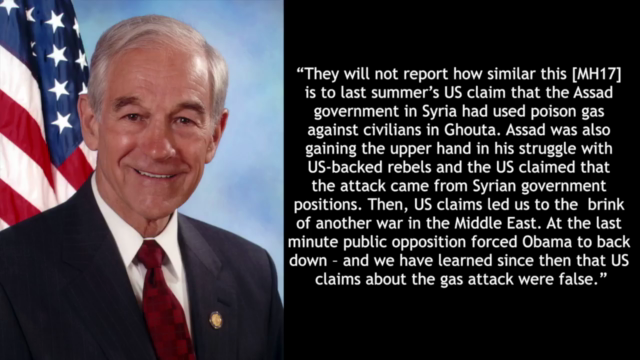 “They will not report how similar this [MH17]
is to last summer’s US claim that the Assad
government in Syria had used poison gas
against civilians in Ghouta. Assad was also
gaining the upper hand in his struggle with
US-backed rebels and the US claimed that
the attack came from Syrian government
positions. Then, US claims led us to the brink
of another war in the Middle East. At the last
minute public opposition forced Obama to back
down – and we have learned since then that US
claims about the gas attack were false.”